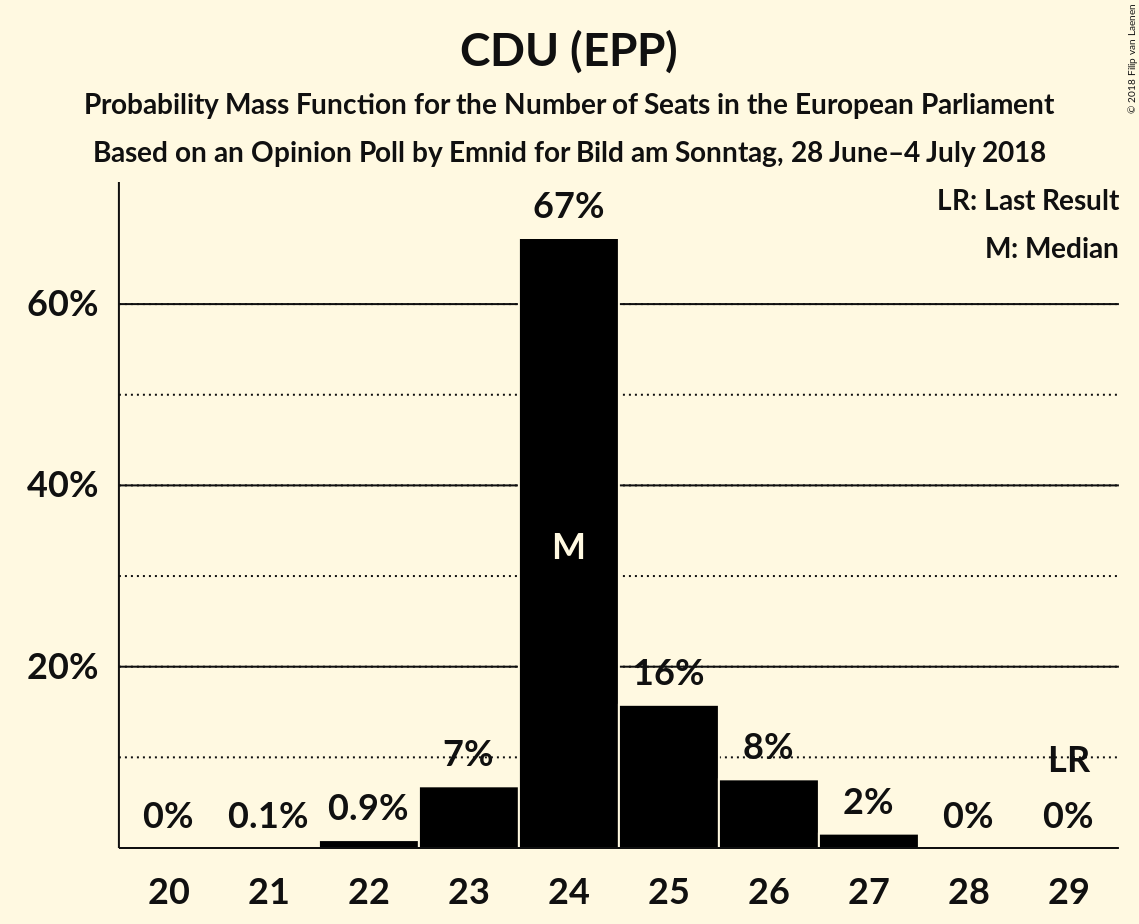 CDU (EPP)
Probability Mass Function for the Number of Seats in the European Parliament
Based on an Opinion Poll by Emnid for Bild am Sonntag, 28 June–4 July 2018
© 2018 Filip van Laenen
LR: Last Result
M: Median
67%
60%
40%
M
20%
16%
7%
8%
LR
0%
0.1%
0.9%
2%
0%
0%
20 21 22 23 24 25 26 27 28 29